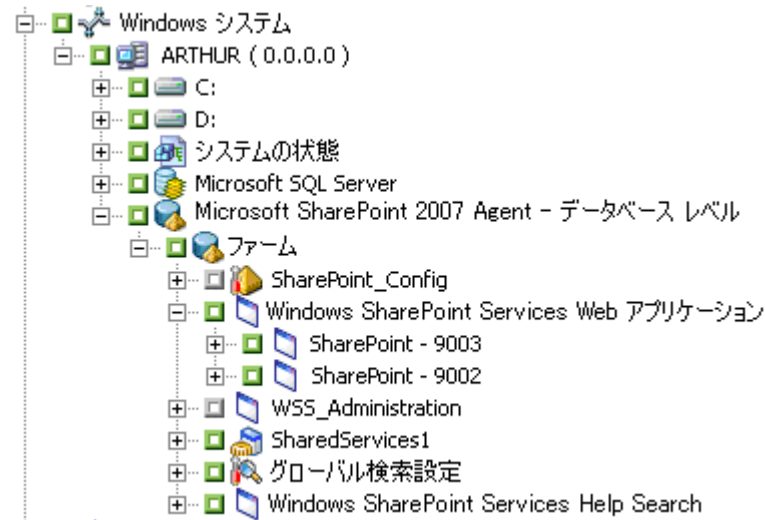 Windows システム
ARTHUR ( 0.0.0.0 )
C:
D:
システムの状態
Microsoft SQL Server
Microsoft SharePoint 2007 Agent - データベース レベル
ファーム
SharePoint_Config
Windows SharePoint Services Web アプリケーション
SharePoint - 9003
SharePoint - 9002
WSS_Administration
SharedServices1
グローバル検索設定
Windows SharePoint Services Help Search